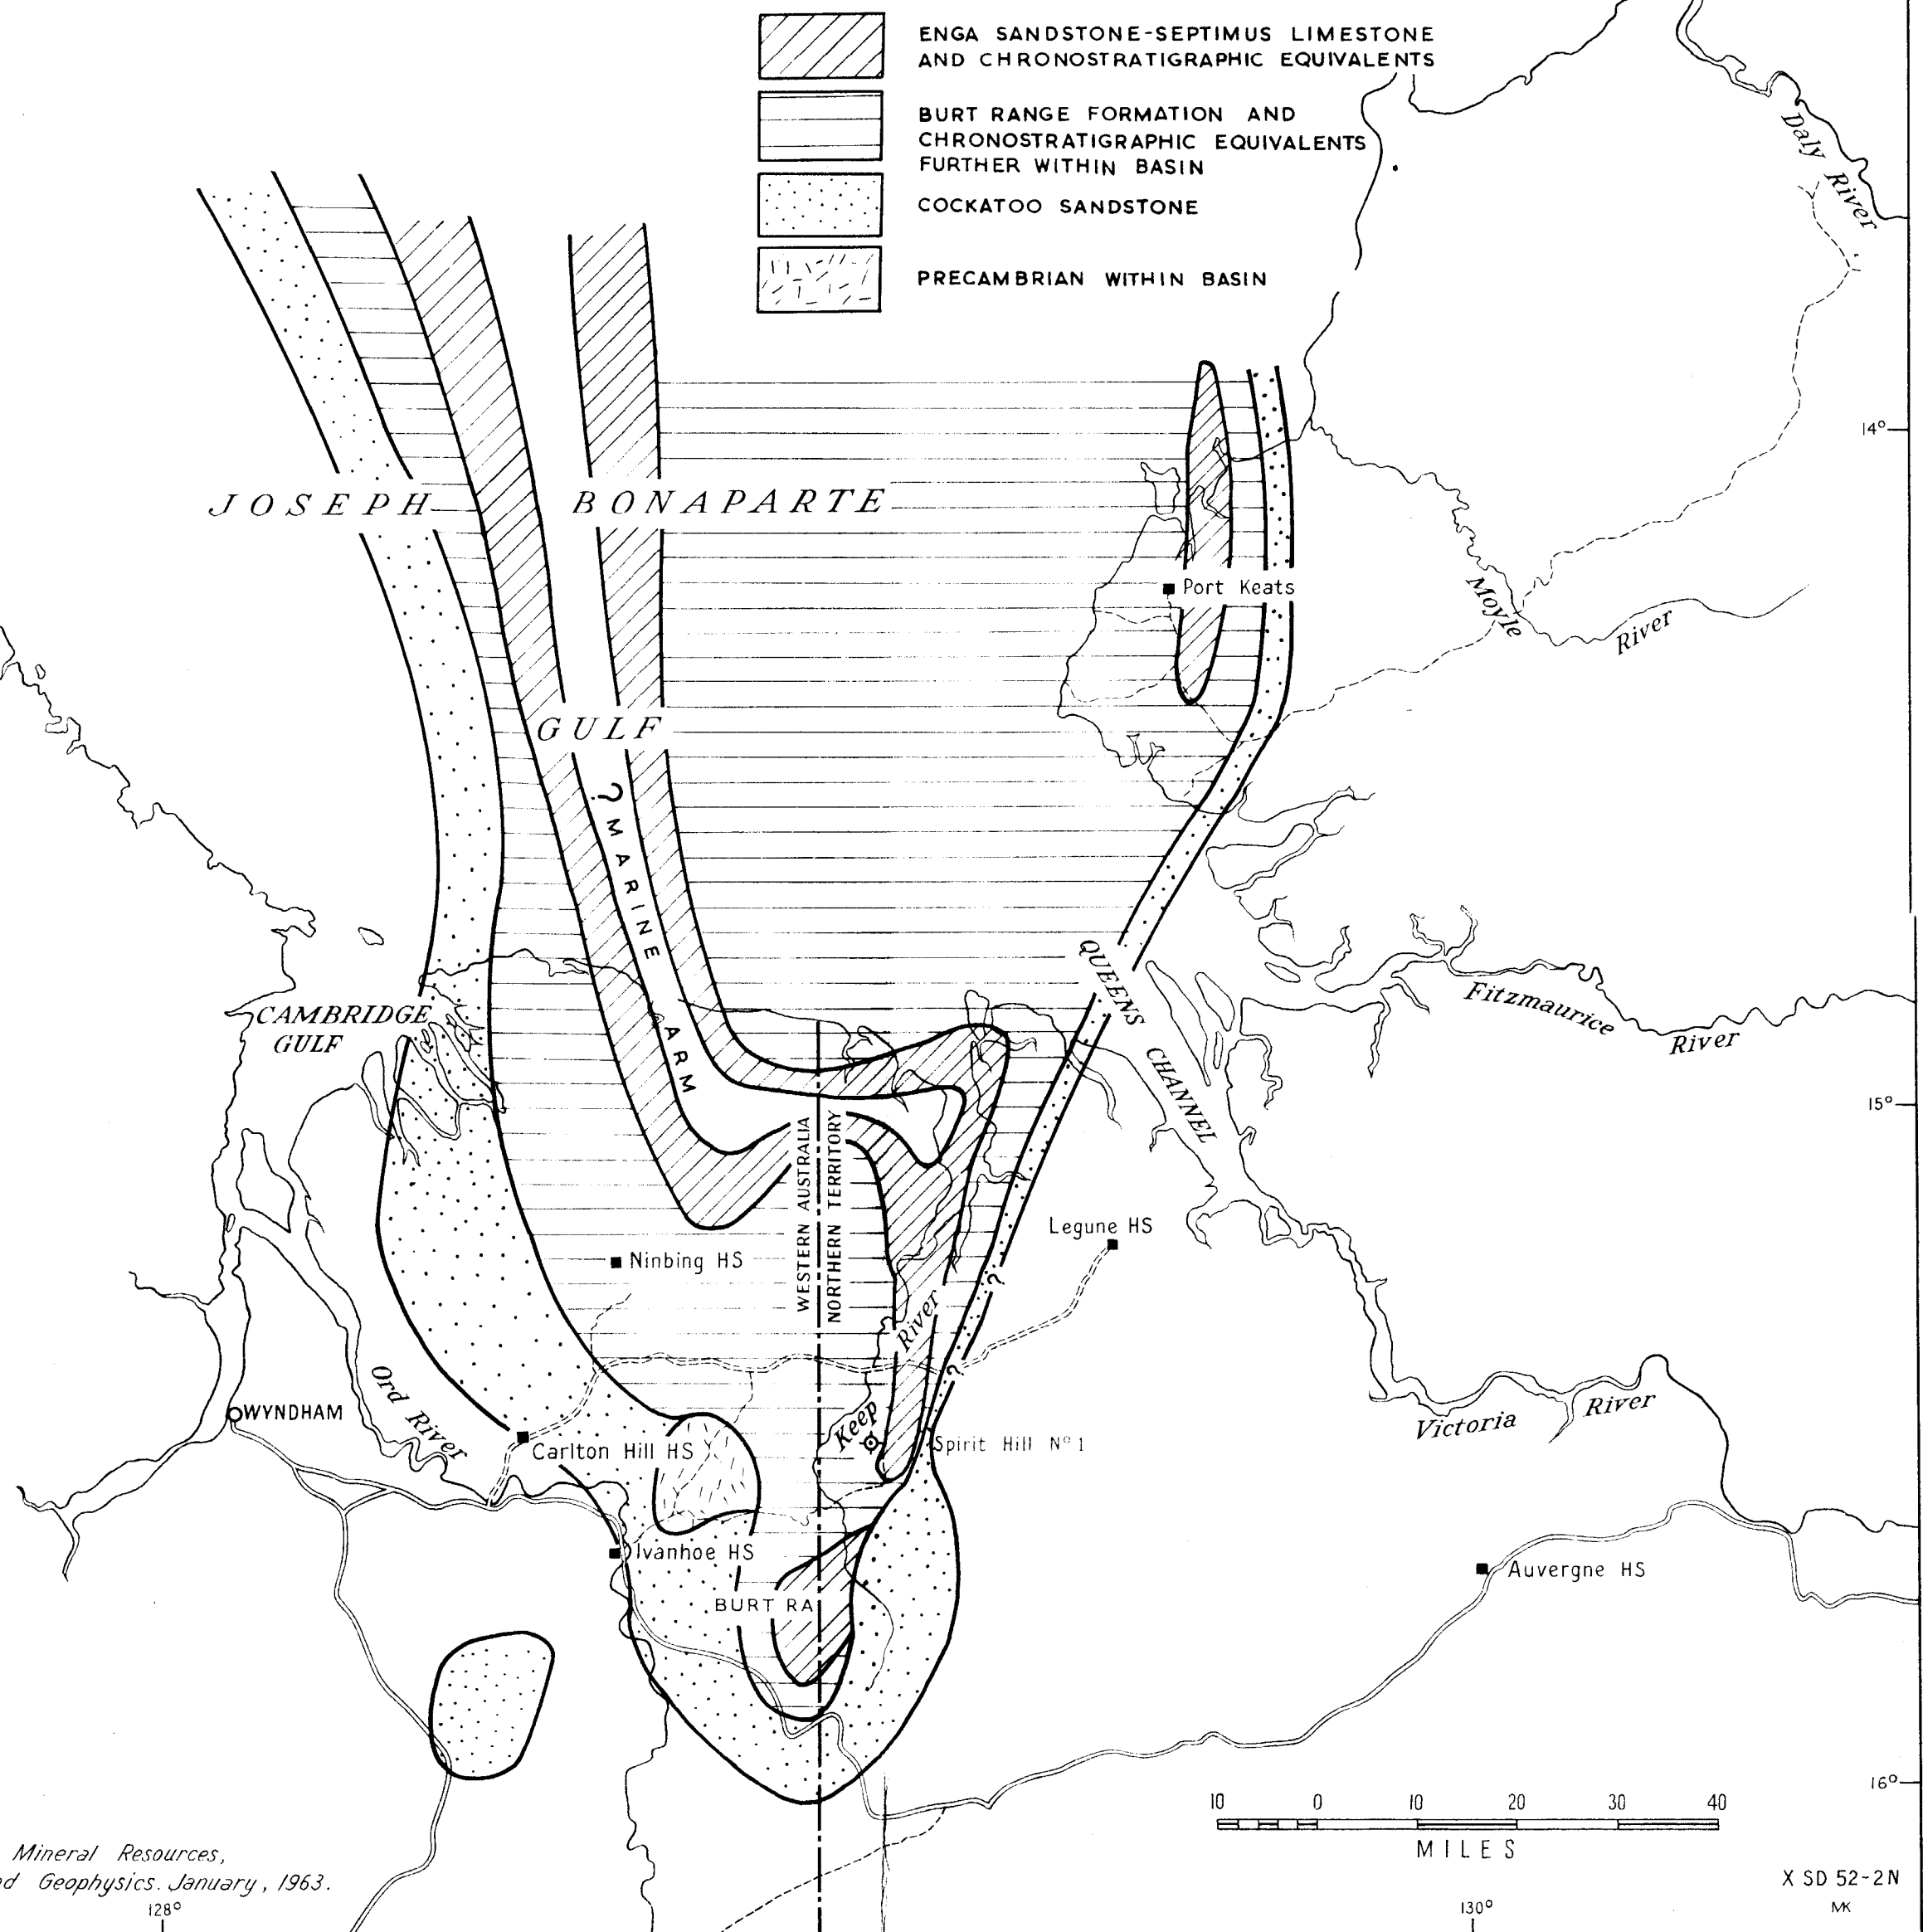 ENGA SANDSTONE-SEPTIMUS LIMESTONE
AND CHRONOSTRATIGRAPHIC EQUIVALENTS
BURT RANGE FORMATION AND
CHRONOSTRATIGRAPHIC EQUIVALENTS
FURTHER WITHIN BASIN
COCKATOO SANDSTONE
PRECAMBRIAN WITHIN BASIN
Daly River
14°
JOSEPH BONAPARTE
GULF
Port Keats
Moyle River
? MARINE ARM
QUEENS CHANNEL
Fitzmaurice River
CAMBRIDGE
GULF
15°
WESTERN AUSTRALIA
NORTHERN TERRITORY
Legune HS
Ninbing HS
?
?
Keep River
Ord River
WYNDHAM
Carlton Hill HS
Spirit Hill Nº 1
Victoria River
Ivanhoe HS
Auvergne HS
BURT RA
16°
10 0 10 20 30 40
MILES
Mineral Resources,
d Geophysics. January, 1963.
X SD 52-2N
MK
128°
130°